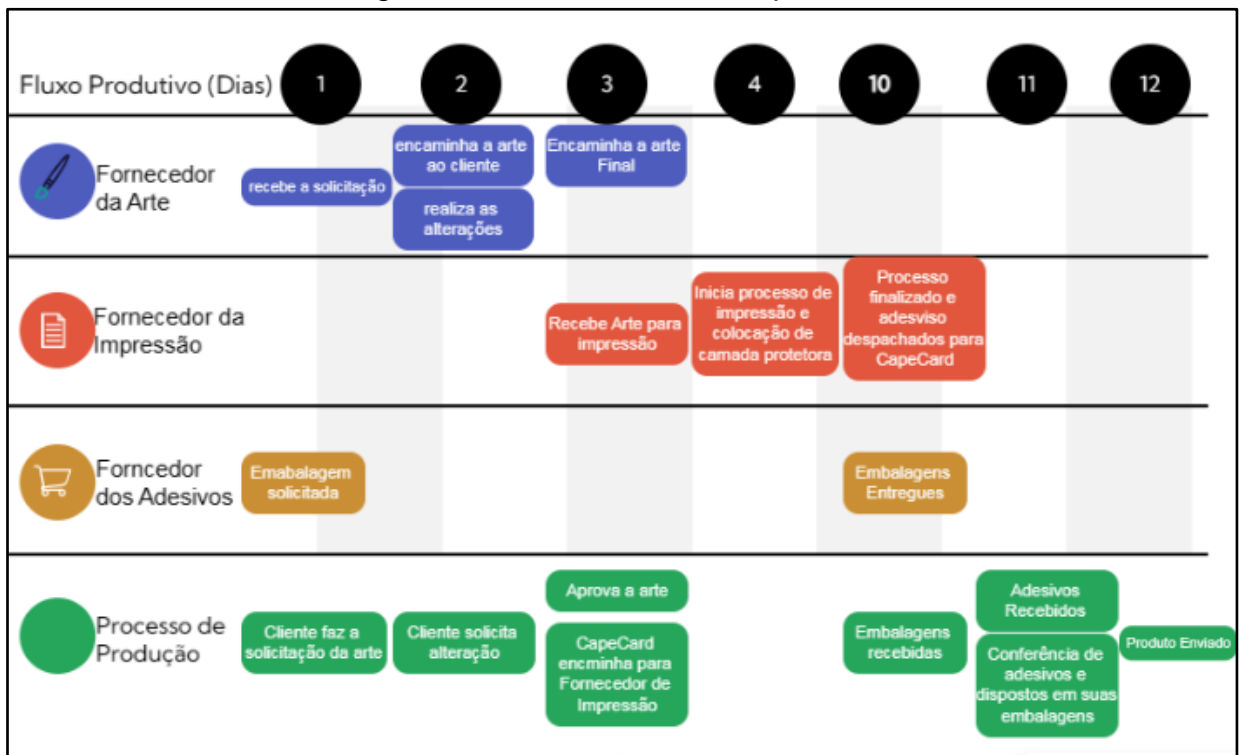 Fluxo Produtivo (Dias)
1
2
3
4
10
11
12
Fornecedor
da Arte
recebe a solicitação
encaminha a arte
ao cliente
realiza as
alterações
Encaminha a arte
Final
Fornecedor da
Impressão
Recebe Arte para
impressão
Inicia processo de
impressão e
colocação de
camada protetora
Processo
finalizado e
adesviso
despachados para
CapeCard
Forncedor
dos Adesivos
Emabalagem
solicitada
Embalagens
Entregues
Processo de
Produção
Cliente faz a
solicitação da arte
Cliente solicita
alteração
Aprova a arte
CapeCard
encminha para
Fornecedor de
Impressão
Embalagens
recebidas
Adesivos
Recebidos
Conferência de
adesivos e
dispostos em suas
embalagens
Produto Enviado